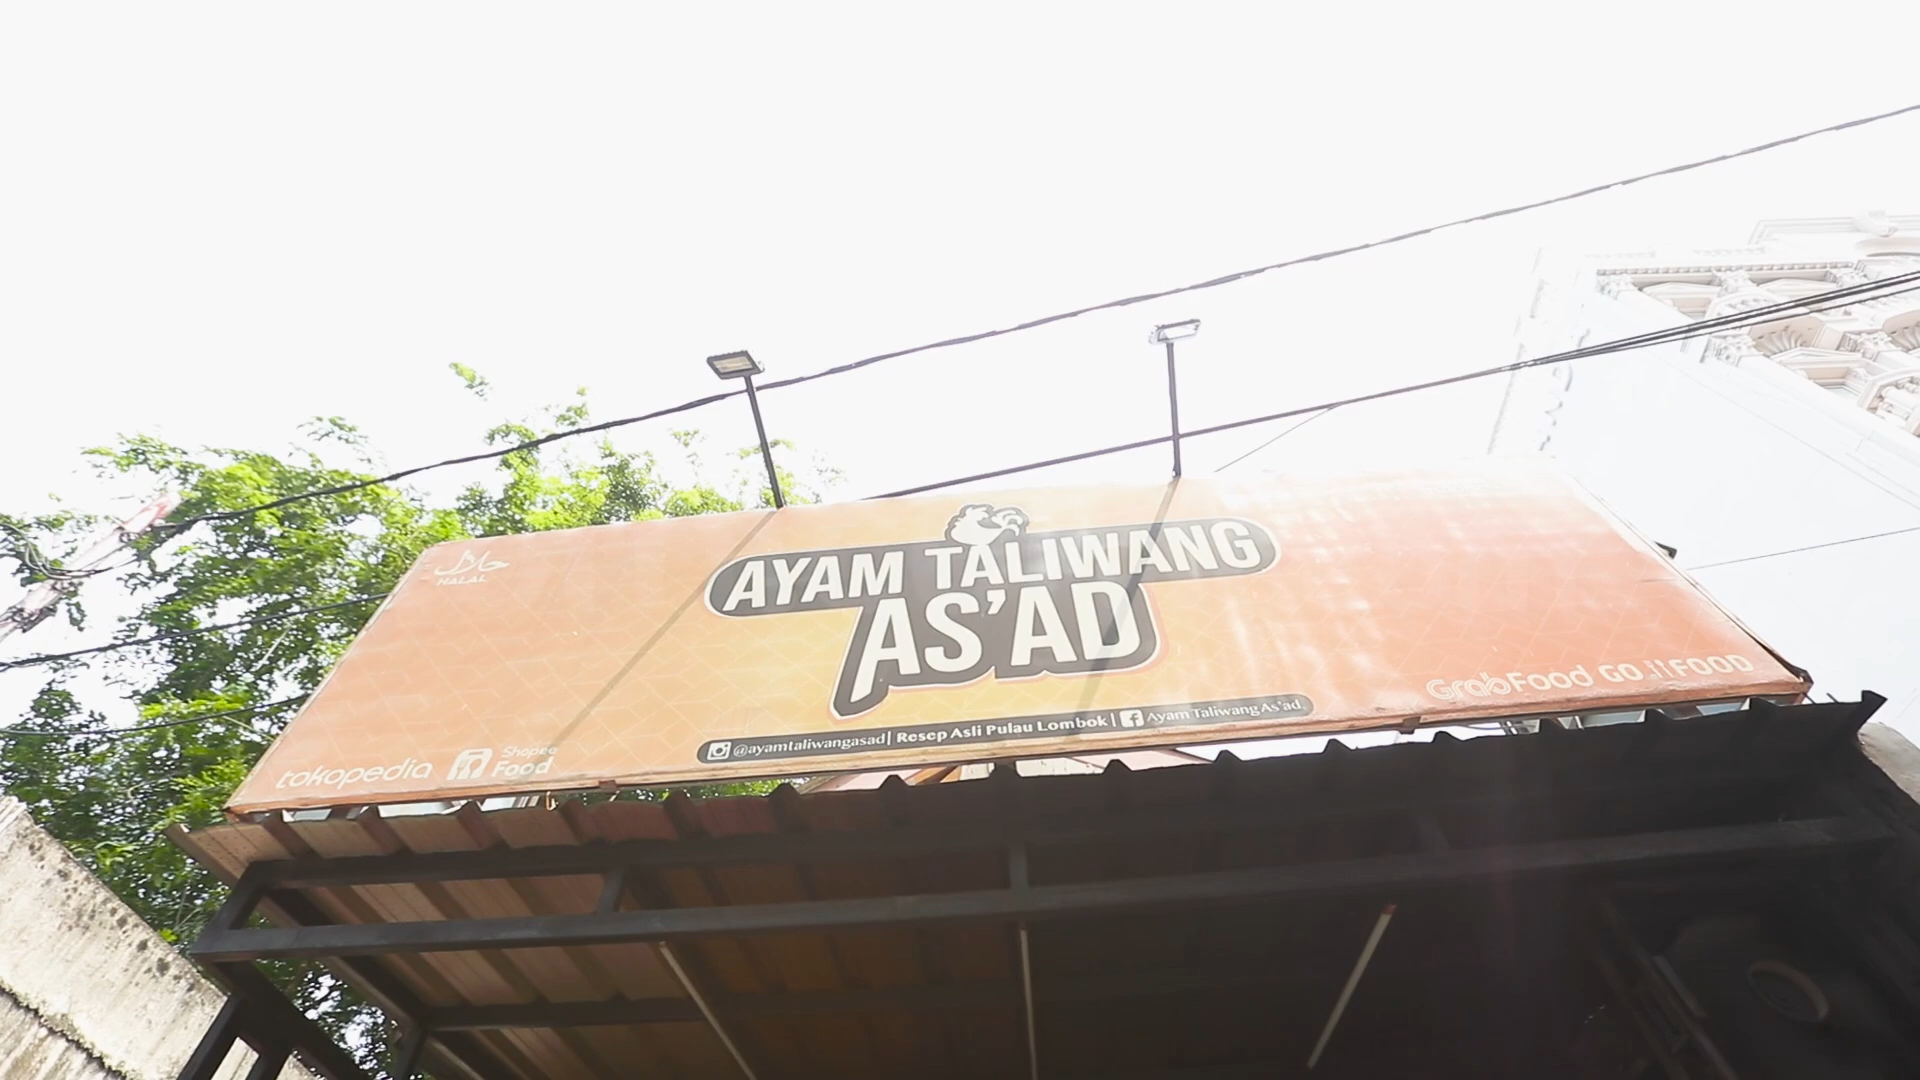 حلال
HALAL
AYAM TALIWANG
AS'AD
@ayamtaliwangasad | Resep Asli Pulau Lombok | Ayam Taliwang As'ad
tokopedia
Shopee
Food
GrabFood GO FOOD